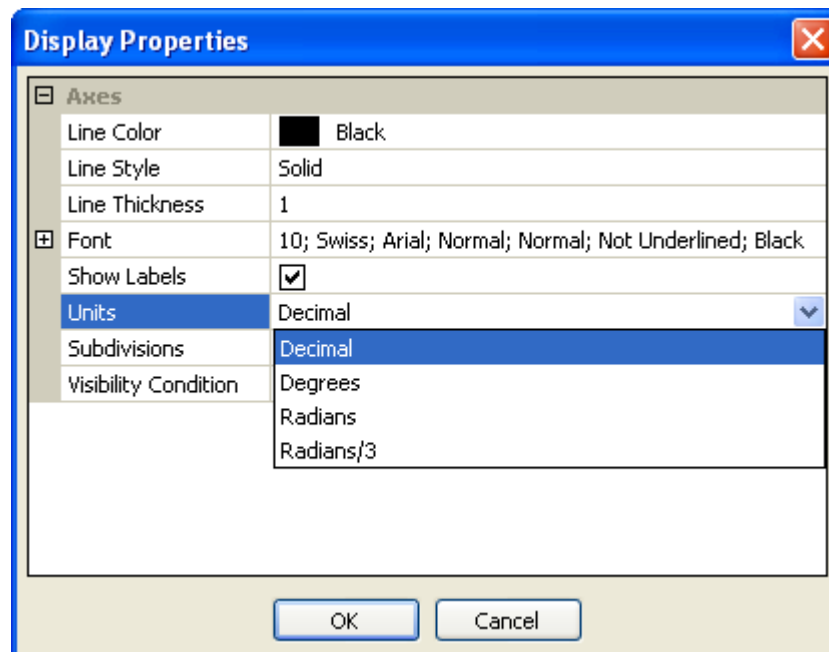 Display Properties
Axes
Line Color Black
Line Style Solid
Line Thickness 1
Font 10; Swiss; Arial; Normal; Normal; Not Underlined; Black
Show Labels
Units Decimal
Subdivisions Decimal
Visibility Condition Degrees
Radians
Radians/3
OK Cancel